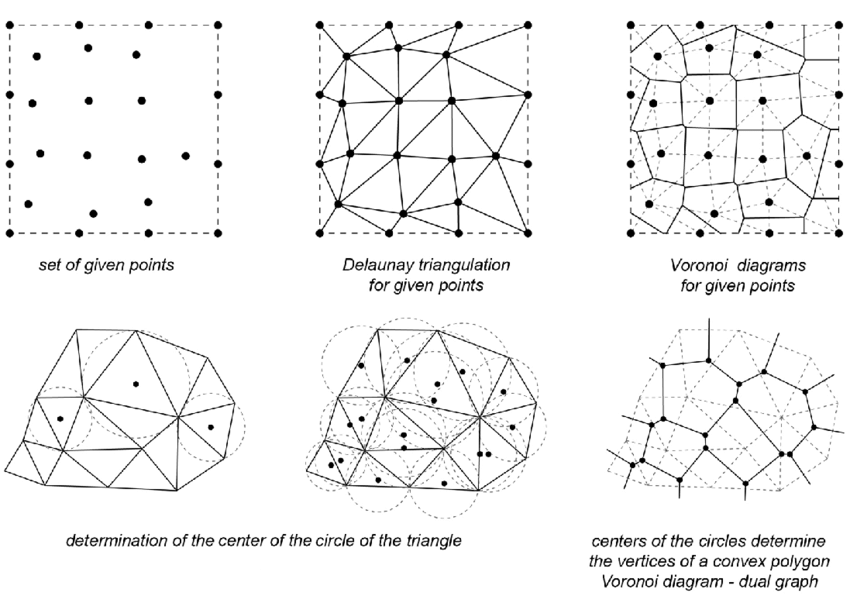 set of given points
Delaunay triangulation
for given points
Voronoi diagrams
for given points
determination of the center of the circle of the triangle
centers of the circles determine
the vertices of a convex polygon
Voronoi diagram - dual graph